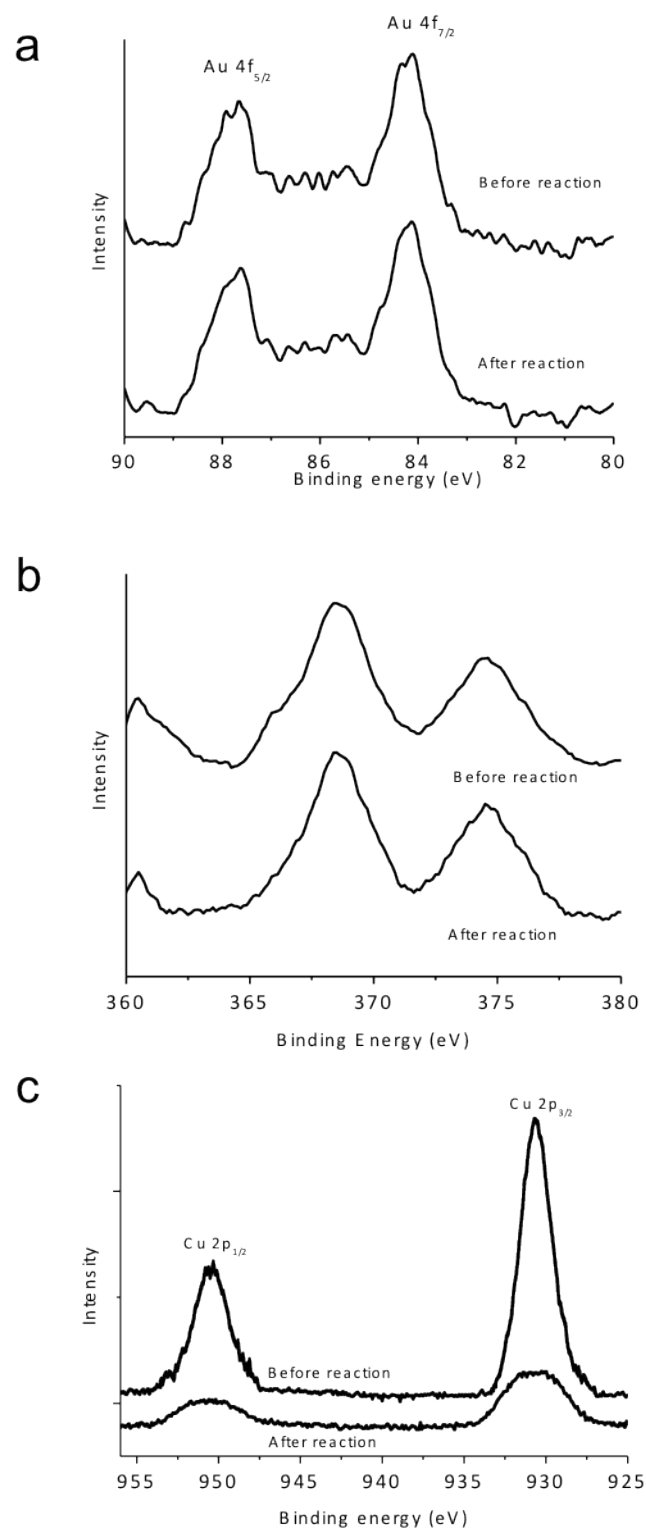 a
Au 4f5/2
Au 4f7/2
Intensity
Before reaction
After reaction
90 88 86 84 82 80
Binding energy (eV)
b
Intensity
Before reaction
After reaction
360 365 370 375 380
Binding Energy (eV)
c
Cu 2p3/2
Cu 2p1/2
Intensity
Before reaction
After reaction
955 950 945 940 935 930 925
Binding energy (eV)